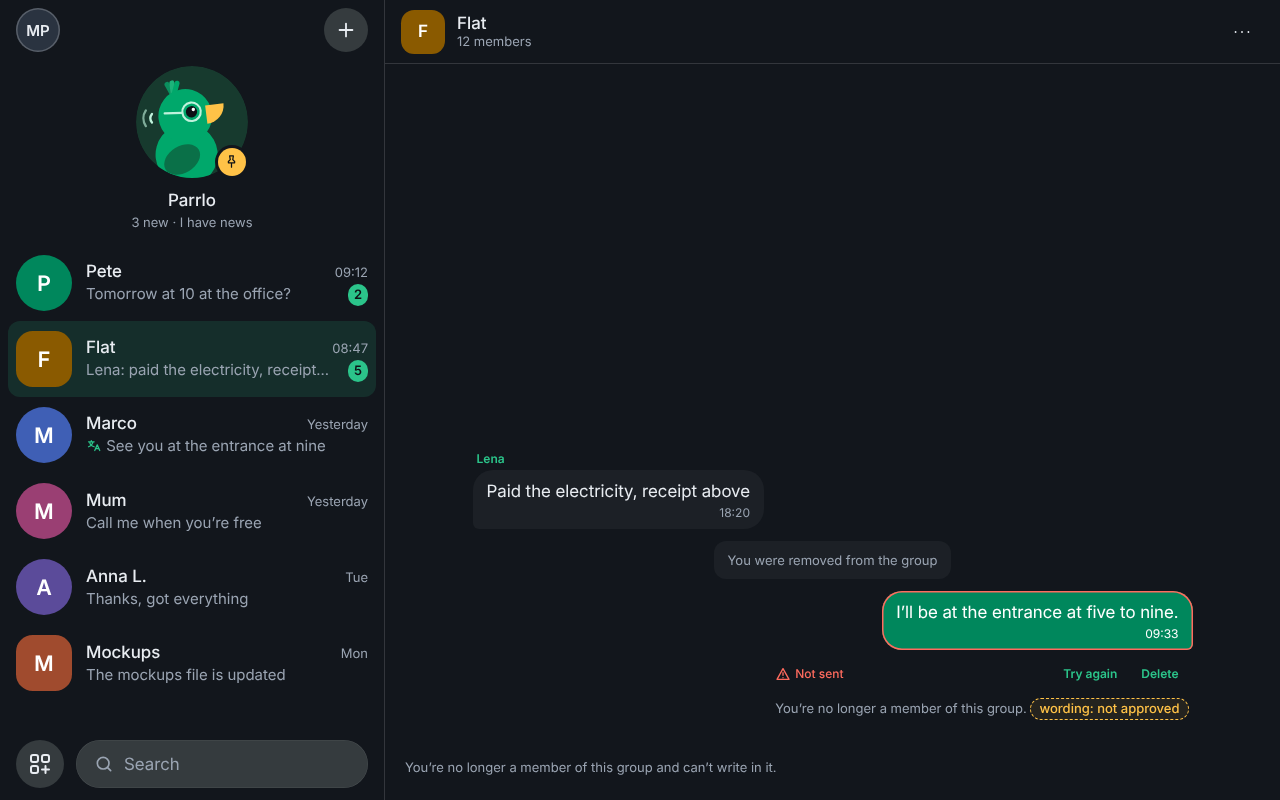 MP
Parrlo
3 new · I have news
P
Pete
09:12
Tomorrow at 10 at the office?
2
F
Flat
08:47
Lena: paid the electricity, receipt…
5
M
Marco
Yesterday
See you at the entrance at nine
M
Mum
Yesterday
Call me when you’re free
A
Anna L.
Tue
Thanks, got everything
M
Mockups
Mon
The mockups file is updated
Search
F
Flat
12 members
Lena
Paid the electricity, receipt above
18:20
You were removed from the group
I’ll be at the entrance at five to nine.
09:33
Not sent
Try again
Delete
You’re no longer a member of this group. wording: not approved
You’re no longer a member of this group and can’t write in it.